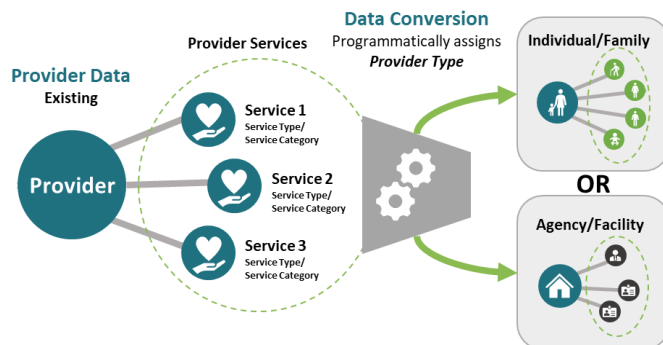 Provider Data
Existing
Provider
Provider Services
Service 1
Service Type/
Service Category
Service 2
Service Type/
Service Category
Service 3
Service Type/
Service Category
Data Conversion
Programmatically assigns
Provider Type
Individual/Family
OR
Agency/Facility